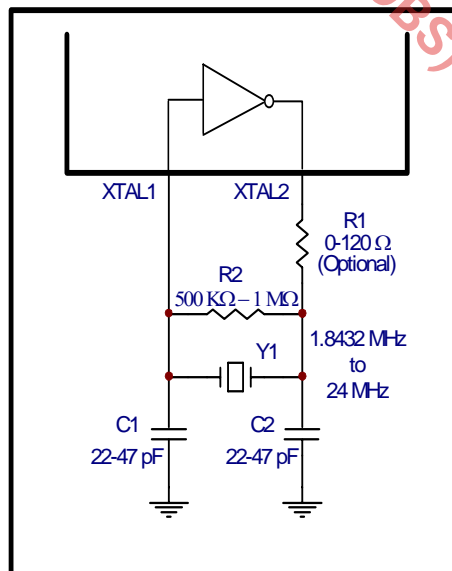 OBS)
XTAL1
XTAL2
R1
0-120 Ω
(Optional)
R2
500 KΩ – 1 MΩ
Y1
1.8432 MHz
to
24 MHz
C1
22-47 pF
C2
22-47 pF